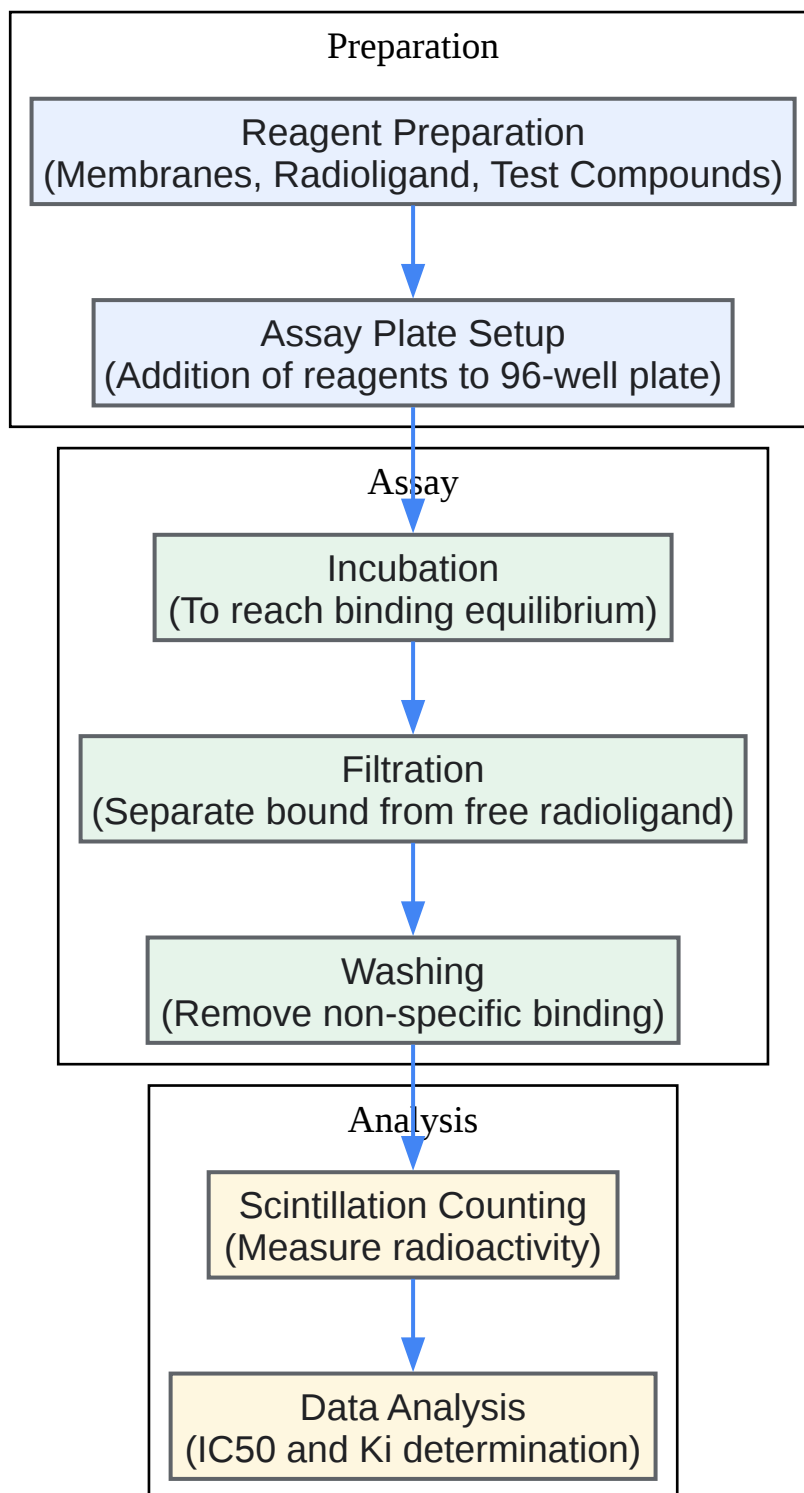 Preparation
Reagent Preparation
(Membranes, Radioligand, Test Compounds)
Assay Plate Setup
(Addition of reagents to 96-well plate)
Assay
Incubation
(To reach binding equilibrium)
Filtration
(Separate bound from free radioligand)
Washing
(Remove non-specific binding)
Analysis
Scintillation Counting
(Measure radioactivity)
Data Analysis
(IC50 and Ki determination)